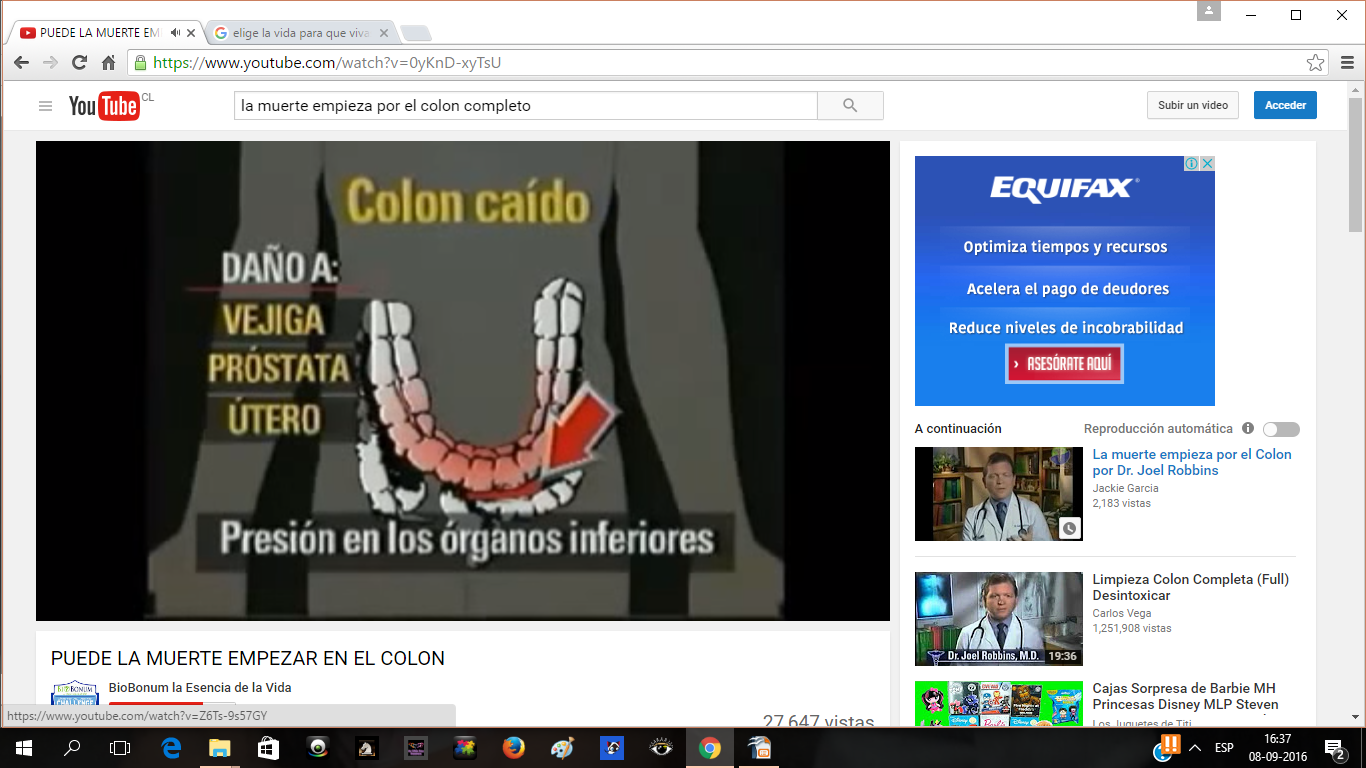 PUEDE LA MUERTE EM
elige la vida para que viva
https://www.youtube.com/watch?v=0yKnD-xyTsU
YouTube CL
la muerte empieza por el colon completo
Subir un video
Acceder
Colon caído
DAÑO A:
VEJIGA
PRÓSTATA
ÚTERO
Presión en los órganos inferiores
EQUIFAX
Optimiza tiempos y recursos
Acelera el pago de deudores
Reduce niveles de incobrabilidad
› ASESÓRATE AQUÍ
A continuación
Reproducción automática
La muerte empieza por el Colon
por Dr. Joel Robbins
Jackie Garcia
2,183 vistas
Limpieza Colon Completa (Full)
Desintoxicar
Carlos Vega
1,251,908 vistas
Dr. Joel Robbins, M.D.
19:36
Cajas Sorpresa de Barbie MH
Princesas Disney MLP Steven
Los Juguetes de Titi
PUEDE LA MUERTE EMPEZAR EN EL COLON
BIOBONUM
BioBonum la Esencia de la Vida
27,647 vistas
https://www.youtube.com/watch?v=Z6Ts-9s57GY
ESP
16:37
08-09-2016
2